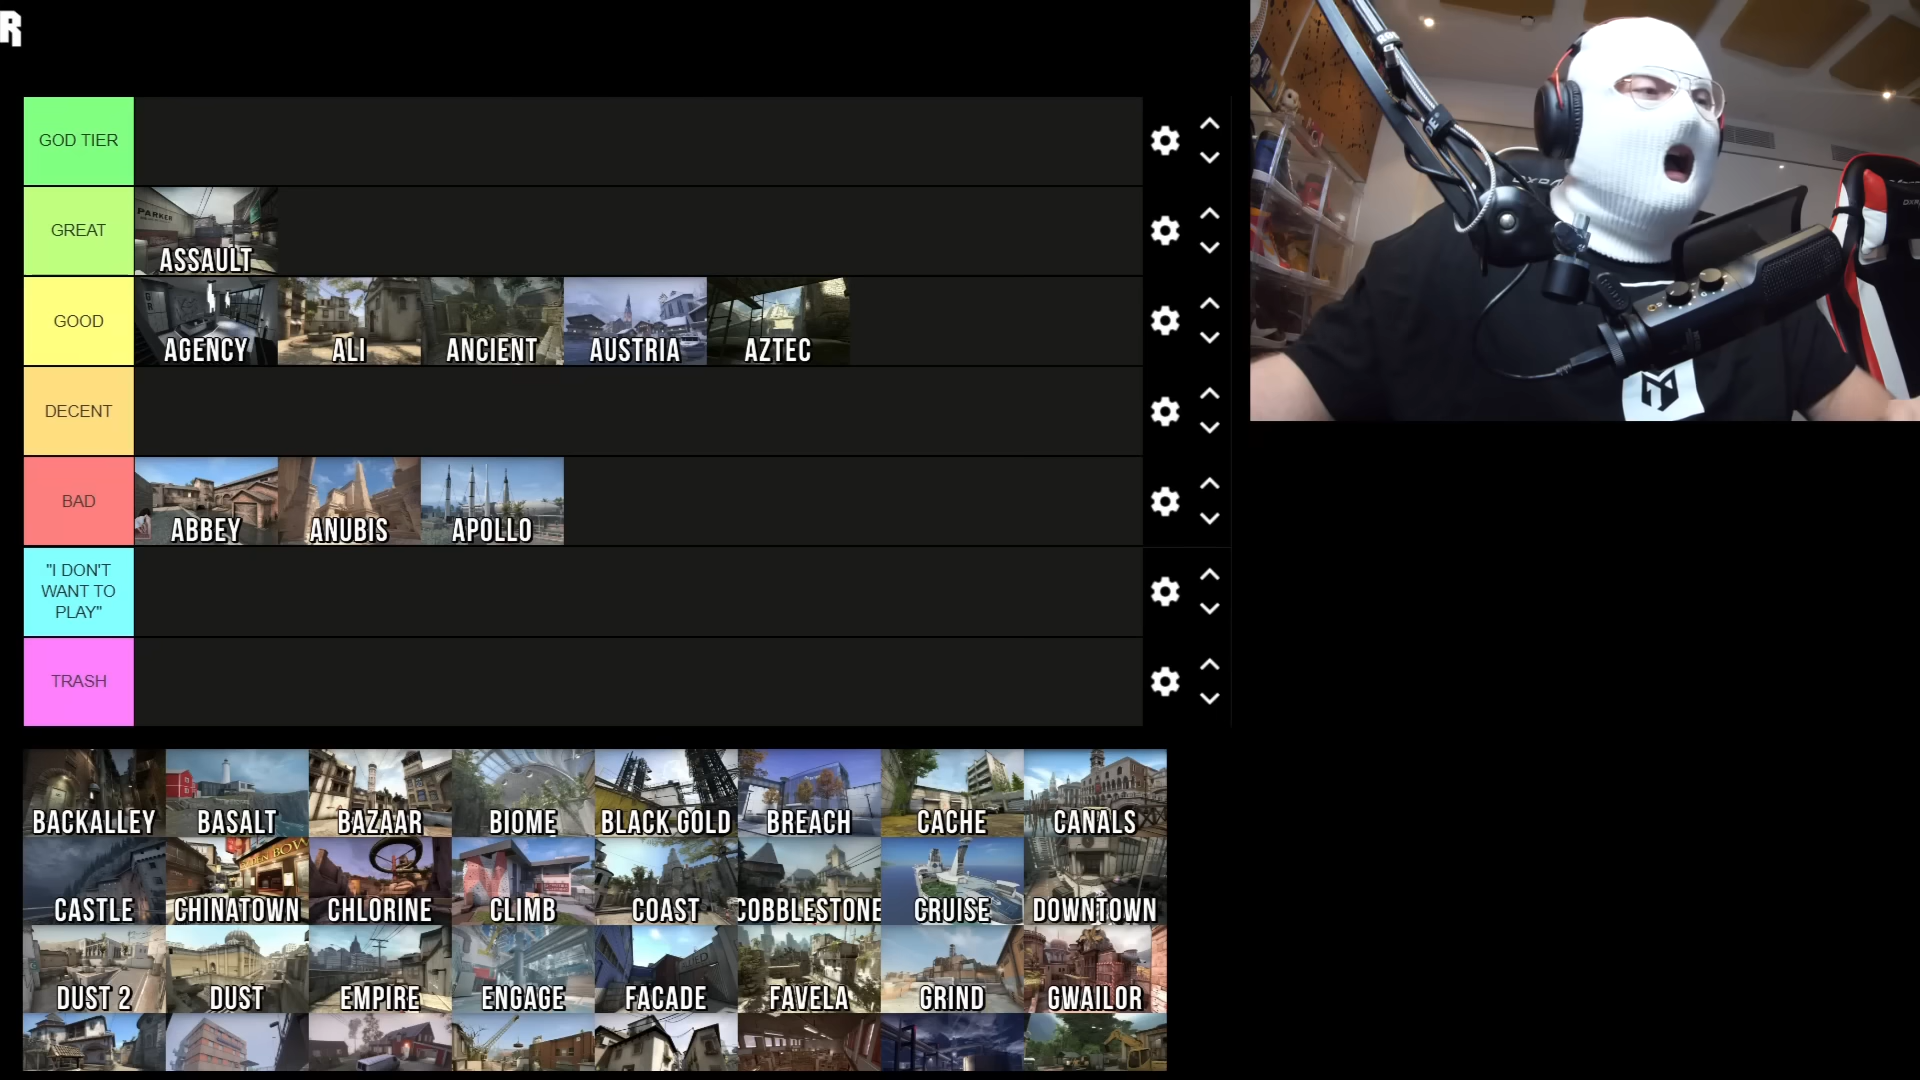 R
GOD TIER
GREAT
PARKER
ASSAULT
GOOD
AGENCY ALI ANCIENT AUSTRIA AZTEC
DECENT
BAD
ABBEY ANUBIS APOLLO
"I DON'T
WANT TO
PLAY"
TRASH
BACKALLEY BASALT BAZAAR BIOME BLACK GOLD BREACH CACHE CANALS
CASTLE CHINATOWN CHLORINE CLIMB COAST COBBLESTONE CRUISE DOWNTOWN
DUST 2 DUST EMPIRE ENGAGE FACADE FAVELA GRIND GWAILOR